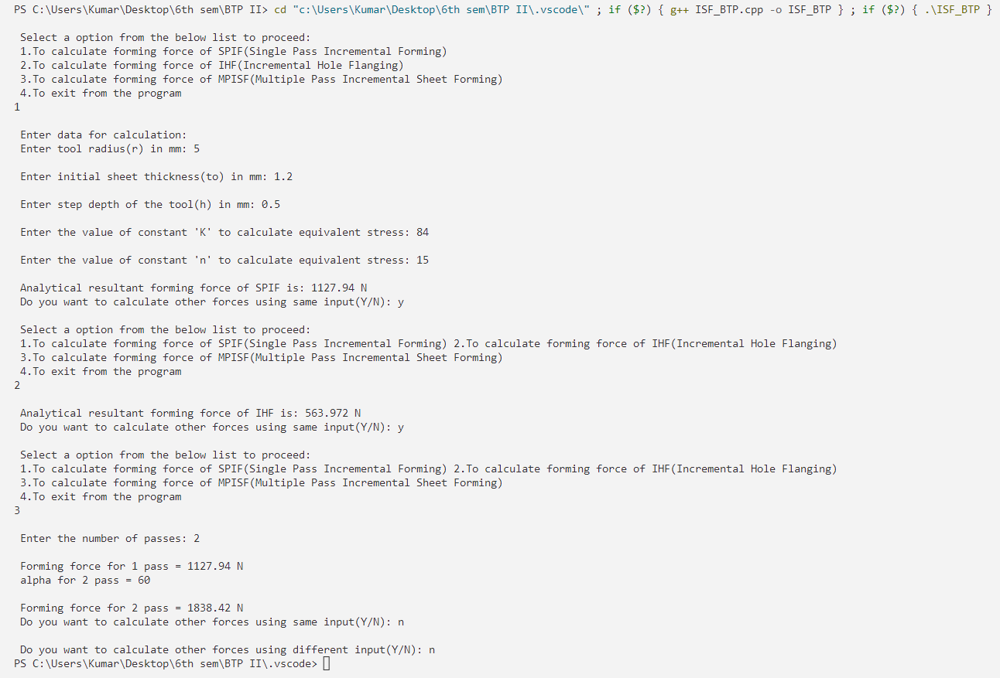 PS C:\Users\Kumar\Desktop\6th sem\BTP II> cd "c:\Users\Kumar\Desktop\6th sem\BTP II\.vscode\" ; if ($?) { g++ ISF_BTP.cpp -o ISF_BTP } ; if ($?) { .\ISF_BTP }
Select a option from the below list to proceed:
1.To calculate forming force of SPIF(Single Pass Incremental Forming)
2.To calculate forming force of IHF(Incremental Hole Flanging)
3.To calculate forming force of MPISF(Multiple Pass Incremental Sheet Forming)
4.To exit from the program
1
Enter data for calculation:
Enter tool radius(r) in mm: 5
Enter initial sheet thickness(to) in mm: 1.2
Enter step depth of the tool(h) in mm: 0.5
Enter the value of constant 'K' to calculate equivalent stress: 84
Enter the value of constant 'n' to calculate equivalent stress: 15
Analytical resultant forming force of SPIF is: 1127.94 N
Do you want to calculate other forces using same input(Y/N): y
Select a option from the below list to proceed:
1.To calculate forming force of SPIF(Single Pass Incremental Forming) 2.To calculate forming force of IHF(Incremental Hole Flanging)
3.To calculate forming force of MPISF(Multiple Pass Incremental Sheet Forming)
4.To exit from the program
2
Analytical resultant forming force of IHF is: 563.972 N
Do you want to calculate other forces using same input(Y/N): y
Select a option from the below list to proceed:
1.To calculate forming force of SPIF(Single Pass Incremental Forming) 2.To calculate forming force of IHF(Incremental Hole Flanging)
3.To calculate forming force of MPISF(Multiple Pass Incremental Sheet Forming)
4.To exit from the program
3
Enter the number of passes: 2
Forming force for 1 pass = 1127.94 N
alpha for 2 pass = 60
Forming force for 2 pass = 1838.42 N
Do you want to calculate other forces using same input(Y/N): n
Do you want to calculate other forces using different input(Y/N): n
PS C:\Users\Kumar\Desktop\6th sem\BTP II\.vscode>